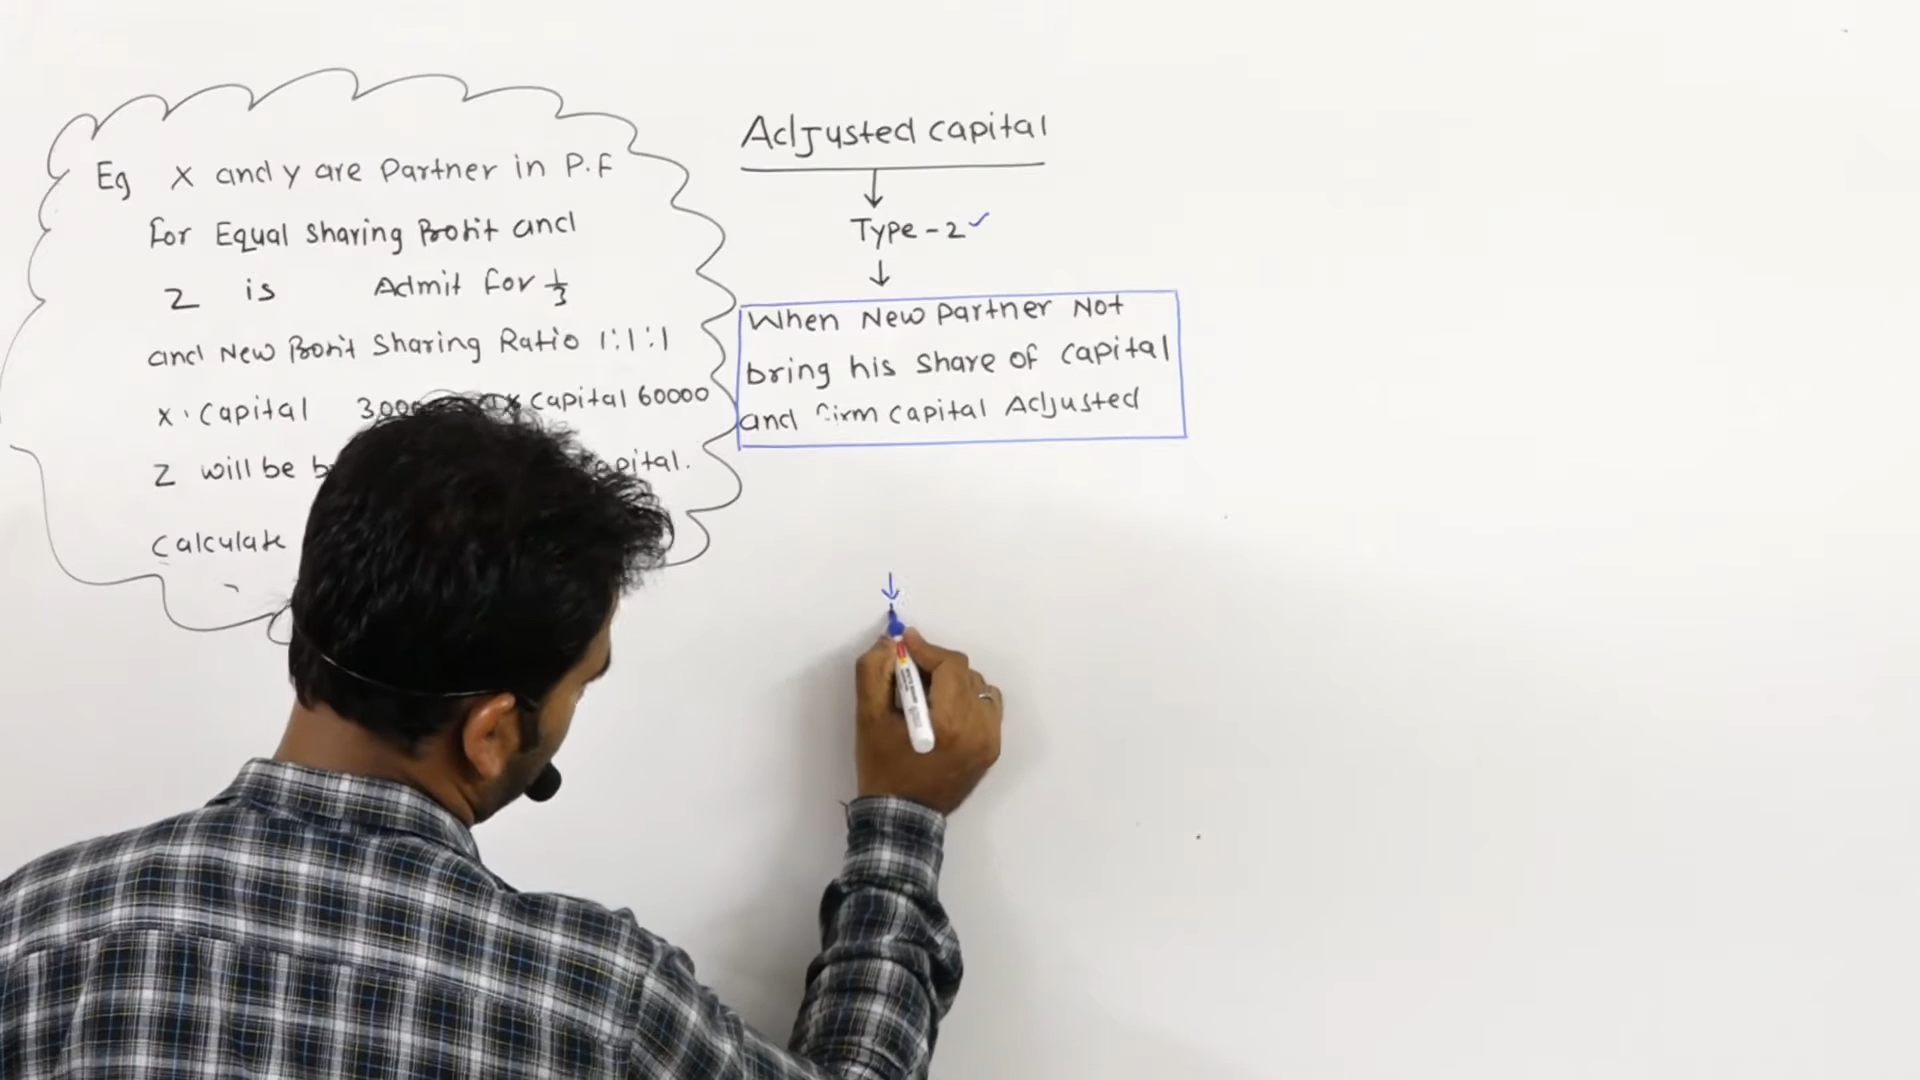 Eg X and y are Partner in P.F
for Equal sharing Profit and
Z is Admit for 1/3
and New Profit Sharing Ratio 1:1:1
X. Capital Capital 60000
Z will be
Calculate
Adjusted capital
Type-2
When New Partner Not
bring his share of capital
and firm capital Adjusted